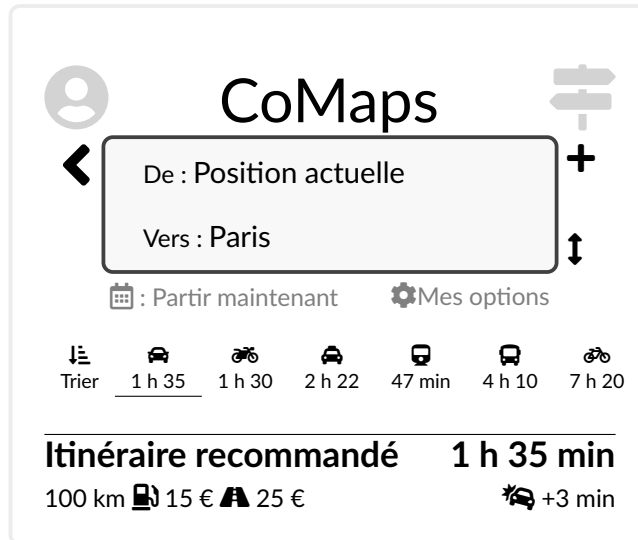 CoMaps
De : Position actuelle
Vers : Paris
: Partir maintenant Mes options
Trier 1 h 35 1 h 30 2 h 22 47 min 4 h 10 7 h 20
Itinéraire recommandé 1 h 35 min
100 km 15 € 25 € +3 min